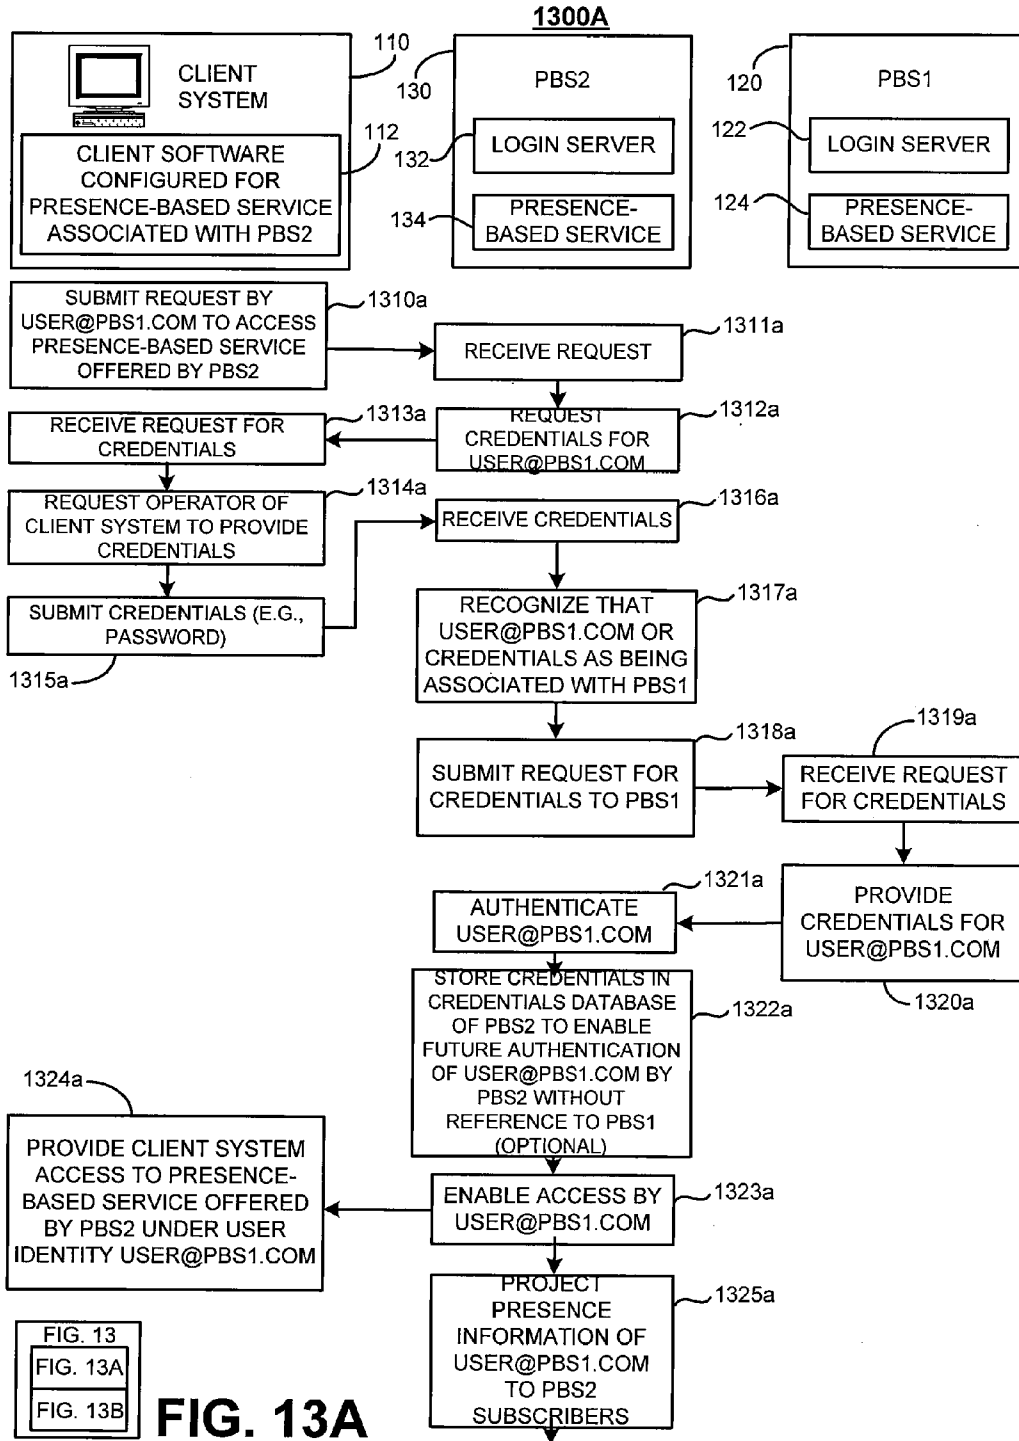 1300A
CLIENT
SYSTEM
110
CLIENT SOFTWARE
CONFIGURED FOR
PRESENCE-BASED SERVICE
ASSOCIATED WITH PBS2
112
130
PBS2
132
LOGIN SERVER
134
PRESENCE-
BASED SERVICE
120
PBS1
122
LOGIN SERVER
124
PRESENCE-
BASED SERVICE
SUBMIT REQUEST BY
USER@PBS1.COM TO ACCESS
PRESENCE-BASED SERVICE
OFFERED BY PBS2
1310a
RECEIVE REQUEST
1311a
REQUEST
CREDENTIALS FOR
USER@PBS1.COM
1312a
RECEIVE REQUEST FOR
CREDENTIALS
1313a
REQUEST OPERATOR OF
CLIENT SYSTEM TO PROVIDE
CREDENTIALS
1314a
SUBMIT CREDENTIALS (E.G.,
PASSWORD)
1315a
RECEIVE CREDENTIALS
1316a
RECOGNIZE THAT
USER@PBS1.COM OR
CREDENTIALS AS BEING
ASSOCIATED WITH PBS1
1317a
SUBMIT REQUEST FOR
CREDENTIALS TO PBS1
1318a
1319a
RECEIVE REQUEST
FOR CREDENTIALS
PROVIDE
CREDENTIALS FOR
USER@PBS1.COM
1320a
1321a
AUTHENTICATE
USER@PBS1.COM
STORE CREDENTIALS IN
CREDENTIALS DATABASE
OF PBS2 TO ENABLE
FUTURE AUTHENTICATION
OF USER@PBS1.COM BY
PBS2 WITHOUT
REFERENCE TO PBS1
(OPTIONAL)
1322a
ENABLE ACCESS BY
USER@PBS1.COM
1323a
1324a
PROVIDE CLIENT SYSTEM
ACCESS TO PRESENCE-
BASED SERVICE OFFERED
BY PBS2 UNDER USER
IDENTITY USER@PBS1.COM
PROJECT
PRESENCE
INFORMATION OF
USER@PBS1.COM
TO PBS2
SUBSCRIBERS
1325a
FIG. 13
FIG. 13A
FIG. 13B
FIG. 13A